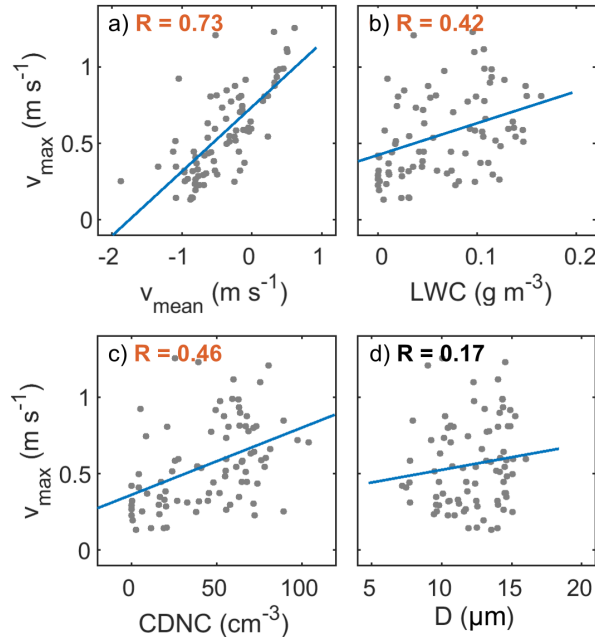 a) R = 0.73
b) R = 0.42
1
0.5
0
v_max (m s⁻¹)
-2 -1 0 1
0 0.1 0.2
v_mean (m s⁻¹)
LWC (g m⁻³)
c) R = 0.46
d) R = 0.17
1
0.5
0
v_max (m s⁻¹)
0 50 100
5 10 15 20
CDNC (cm⁻³)
D (µm)